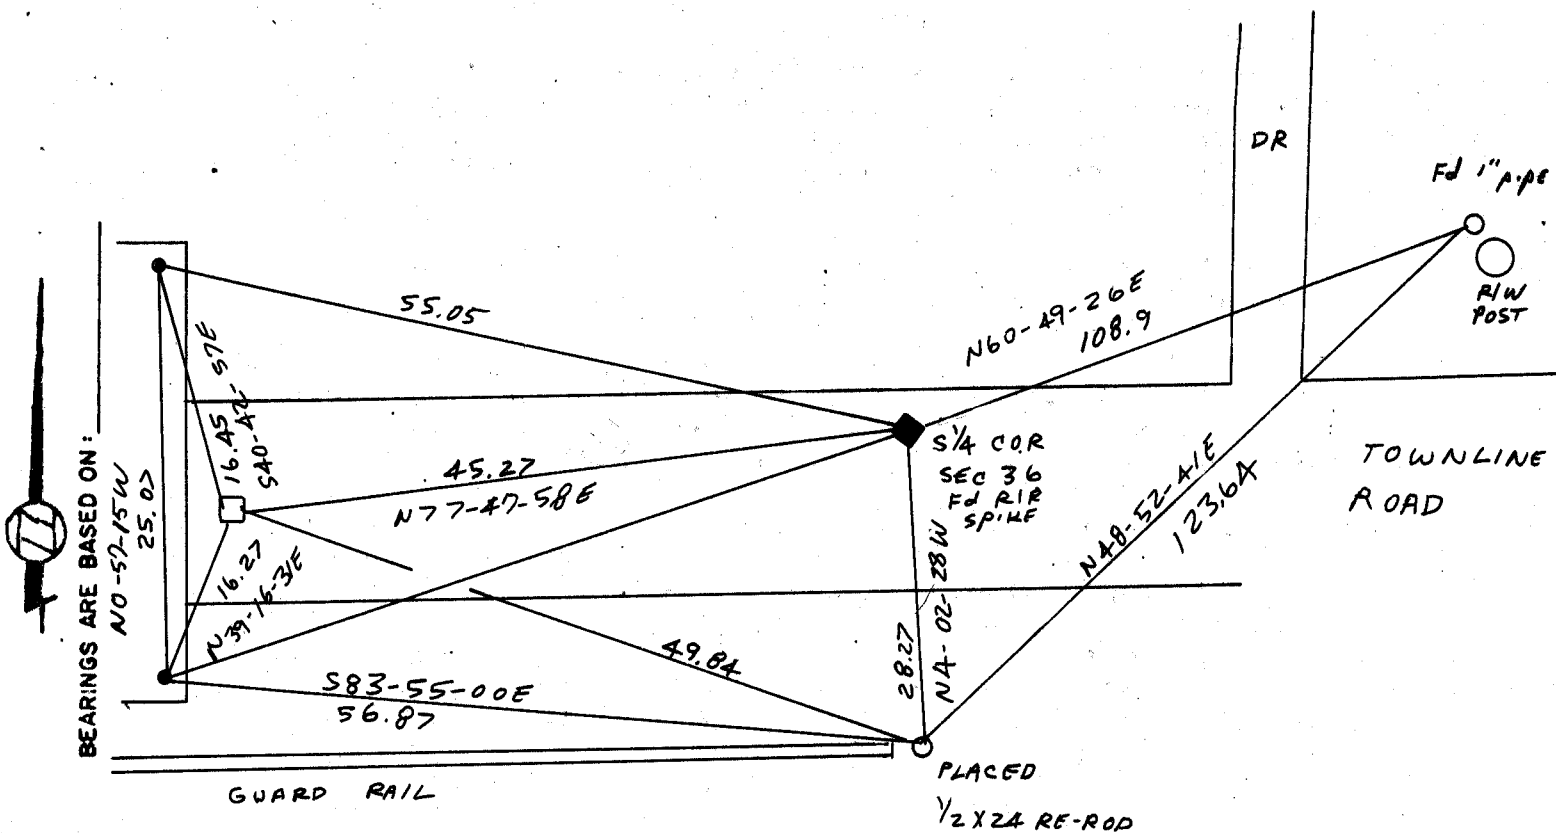 DR
Fd 1" pipe
R/W
POST
55.05
N60-49-26E
108.9
16.45
S40-42-57E
S 1/4 COR
SEC 36
Fd R/R
SPIKE
TOWNLINE
ROAD
45.27
N77-47-58E
BEARINGS ARE BASED ON:
N0-57-15W
25.07
N48-52-41E
123.64
16.27
N39-16-31E
28.27
N4-02-28W
49.84
S83-55-00E
56.87
PLACED
1/2 X 24 RE-ROD
GUARD RAIL